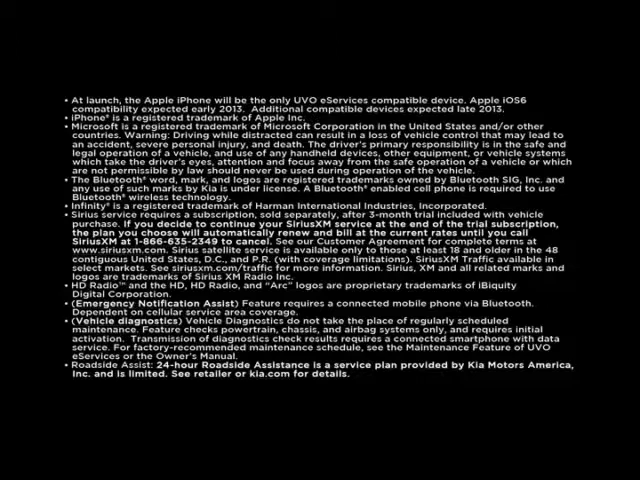 • At launch, the Apple iPhone will be the only UVO eServices compatible device. Apple iOS6
compatibility expected early 2013.  Additional compatible devices expected late 2013.
• iPhone® is a registered trademark of Apple Inc.
• Microsoft is a registered trademark of Microsoft Corporation in the United States and/or other
countries. Warning: Driving while distracted can result in a loss of vehicle control that may lead to
an accident, severe personal injury, and death. The driver's primary responsibility is in the safe and
legal operation of a vehicle, and use of any handheld devices, other equipment, or vehicle systems
which take the driver's eyes, attention and focus away from the safe operation of a vehicle or which
are not permissible by law should never be used during operation of the vehicle.
• The Bluetooth® word, mark, and logos are registered trademarks owned by Bluetooth SIG, Inc. and
any use of such marks by Kia is under license. A Bluetooth® enabled cell phone is required to use
Bluetooth® wireless technology.
• Infinity® is a registered trademark of Harman International Industries, Incorporated.
• Sirius service requires a subscription, sold separately, after 3-month trial included with vehicle
purchase. If you decide to continue your SiriusXM service at the end of the trial subscription,
the plan you choose will automatically renew and bill at the current rates until you call
SiriusXM at 1-866-635-2349 to cancel. See our Customer Agreement for complete terms at
www.siriusxm.com. Sirius satellite service is available only to those at least 18 and older in the 48
contiguous United States, D.C., and P.R. (with coverage limitations). SiriusXM Traffic available in
select markets. See siriusxm.com/traffic for more information. Sirius, XM and all related marks and
logos are trademarks of Sirius XM Radio Inc.
• HD Radio™ and the HD, HD Radio, and "Arc" logos are proprietary trademarks of iBiquity
Digital Corporation.
• (Emergency Notification Assist) Feature requires a connected mobile phone via Bluetooth.
Dependent on cellular service area coverage.
• (Vehicle diagnostics) Vehicle Diagnostics do not take the place of regularly scheduled
maintenance. Feature checks powertrain, chassis, and airbag systems only, and requires initial
activation.  Transmission of diagnostics check results requires a connected smartphone with data
service. For factory-recommended maintenance schedule, see the Maintenance Feature of UVO
eServices or the Owner's Manual.
• Roadside Assist: 24-hour Roadside Assistance is a service plan provided by Kia Motors America,
Inc. and is limited. See retailer or kia.com for details.